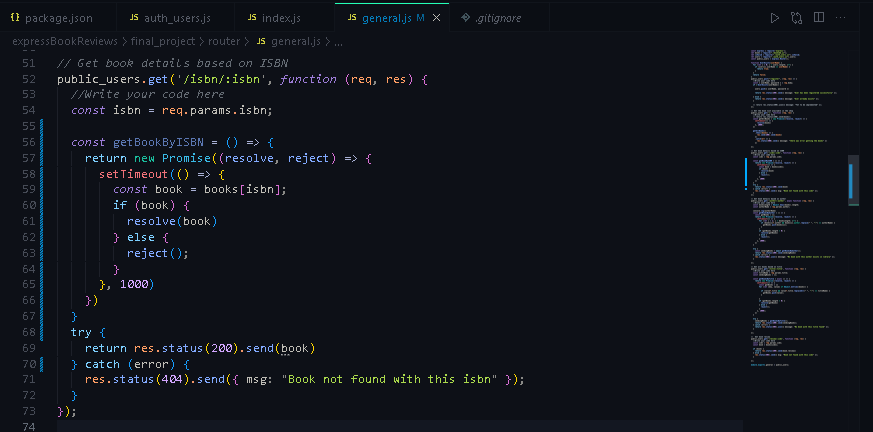 {} package.json JS auth_users.js JS index.js JS general.js M × .gitignore ...
expressBookReviews > final_project > router > JS general.js > ...
51 // Get book details based on ISBN
52 public_users.get('/isbn/:isbn', function (req, res) {
53 //Write your code here
54 const isbn = req.params.isbn;
55
56 const getBookByISBN = () => {
57 return new Promise((resolve, reject) => {
58 setTimeout(() => {
59 const book = books[isbn];
60 if (book) {
61 resolve(book)
62 } else {
63 reject();
64 }
65 }, 1000)
66 })
67 }
68 try {
69 return res.status(200).send(book)
70 } catch (error) {
71 res.status(404).send({ msg: "Book not found with this isbn" });
72 }
73 });
74